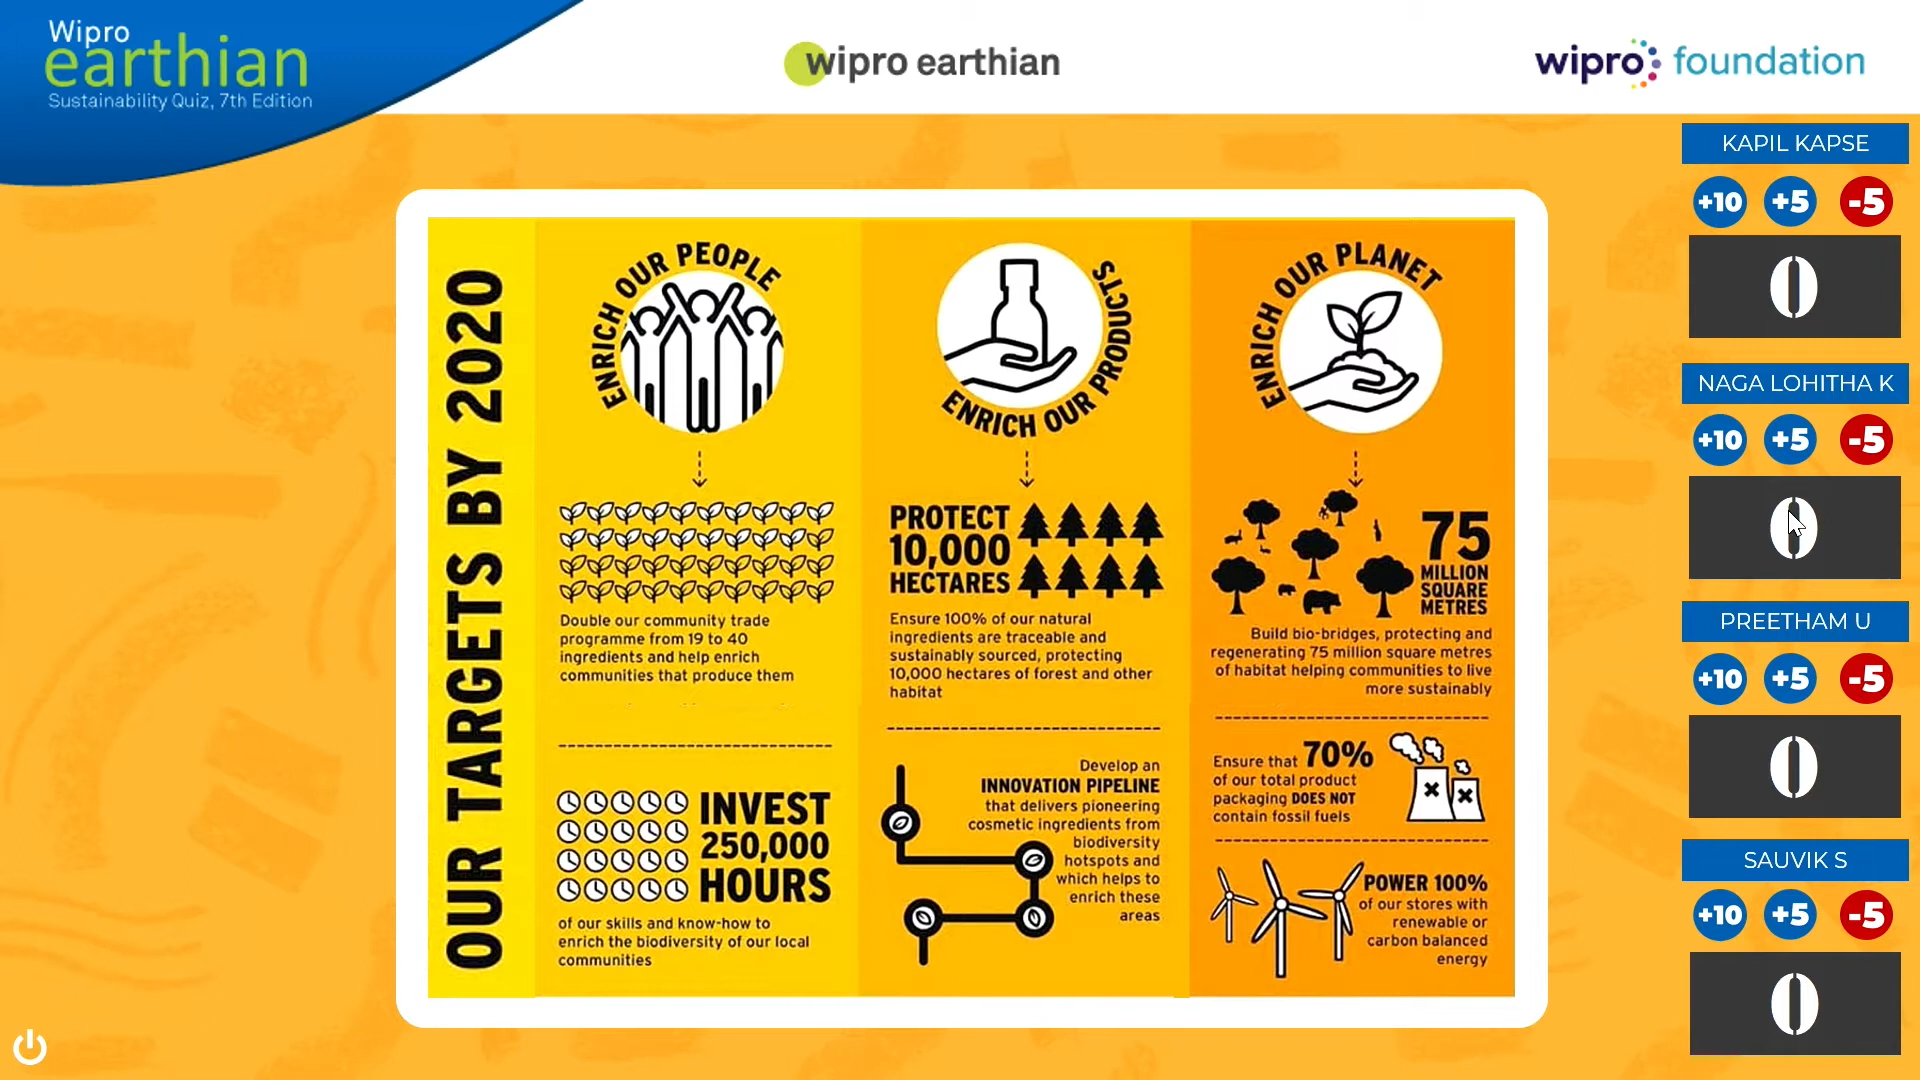 Wipro
earthian
Sustainability Quiz, 7th Edition
wipro earthian
wipro foundation
OUR TARGETS BY 2020
ENRICH OUR PEOPLE
Double our community trade
programme from 19 to 40
ingredients and help enrich
communities that produce them
INVEST
250,000
HOURS
of our skills and know-how to
enrich the biodiversity of our local
communities
ENRICH OUR PRODUCTS
PROTECT
10,000
HECTARES
Ensure 100% of our natural
ingredients are traceable and
sustainably sourced, protecting
10,000 hectares of forest and other
habitat
Develop an
INNOVATION PIPELINE
that delivers pioneering
cosmetic ingredients from
biodiversity
hotspots and
which helps to
enrich these
areas
ENRICH OUR PLANET
75
MILLION
SQUARE
METRES
Build bio-bridges, protecting and
regenerating 75 million square metres
of habitat helping communities to live
more sustainably
Ensure that 70%
of our total product
packaging DOES NOT
contain fossil fuels
POWER 100%
of our stores with
renewable or
carbon balanced
energy
KAPIL KAPSE
+10 +5 -5
0
NAGA LOHITHA K
+10 +5 -5
0
PREETHAM U
+10 +5 -5
0
SAUVIK S
+10 +5 -5
0